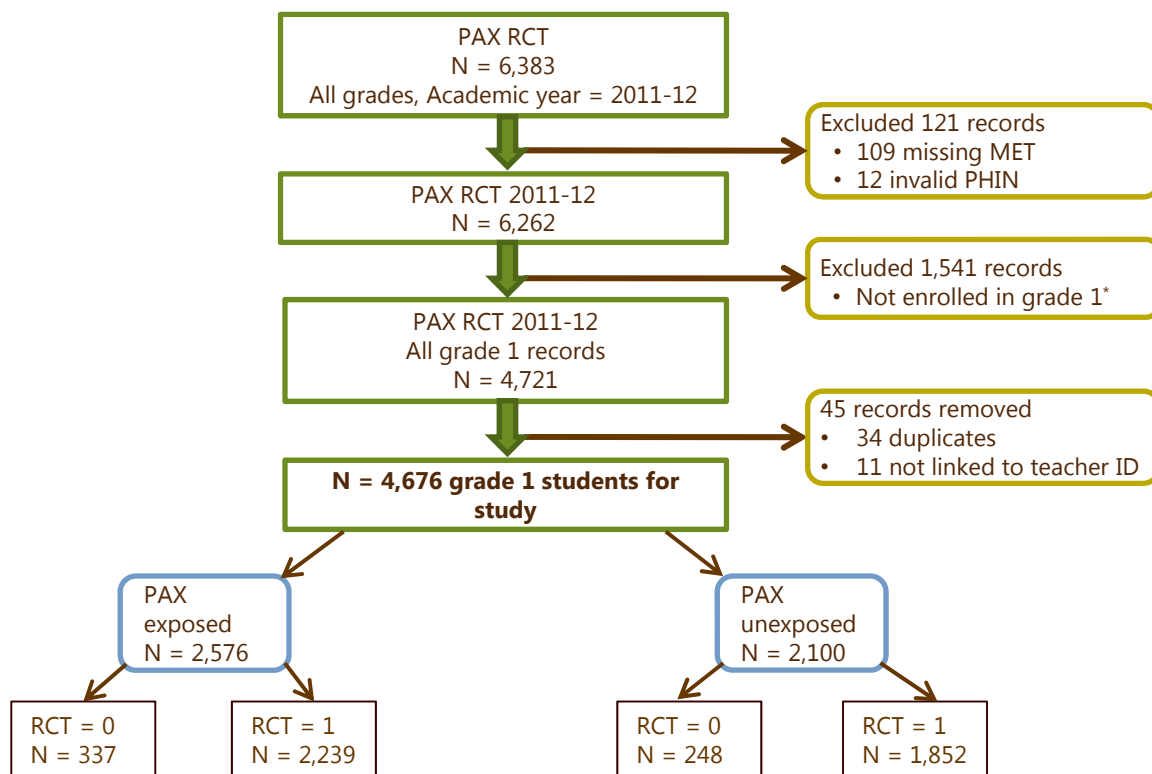 PAX RCT
N = 6,383
All grades, Academic year = 2011-12
Excluded 121 records
• 109 missing MET
• 12 invalid PHIN
PAX RCT 2011-12
N = 6,262
Excluded 1,541 records
• Not enrolled in grade 1*
PAX RCT 2011-12
All grade 1 records
N = 4,721
45 records removed
• 34 duplicates
• 11 not linked to teacher ID
N = 4,676 grade 1 students for
study
PAX
exposed
N = 2,576
PAX
unexposed
N = 2,100
RCT = 0
N = 337
RCT = 1
N = 2,239
RCT = 0
N = 248
RCT = 1
N = 1,852